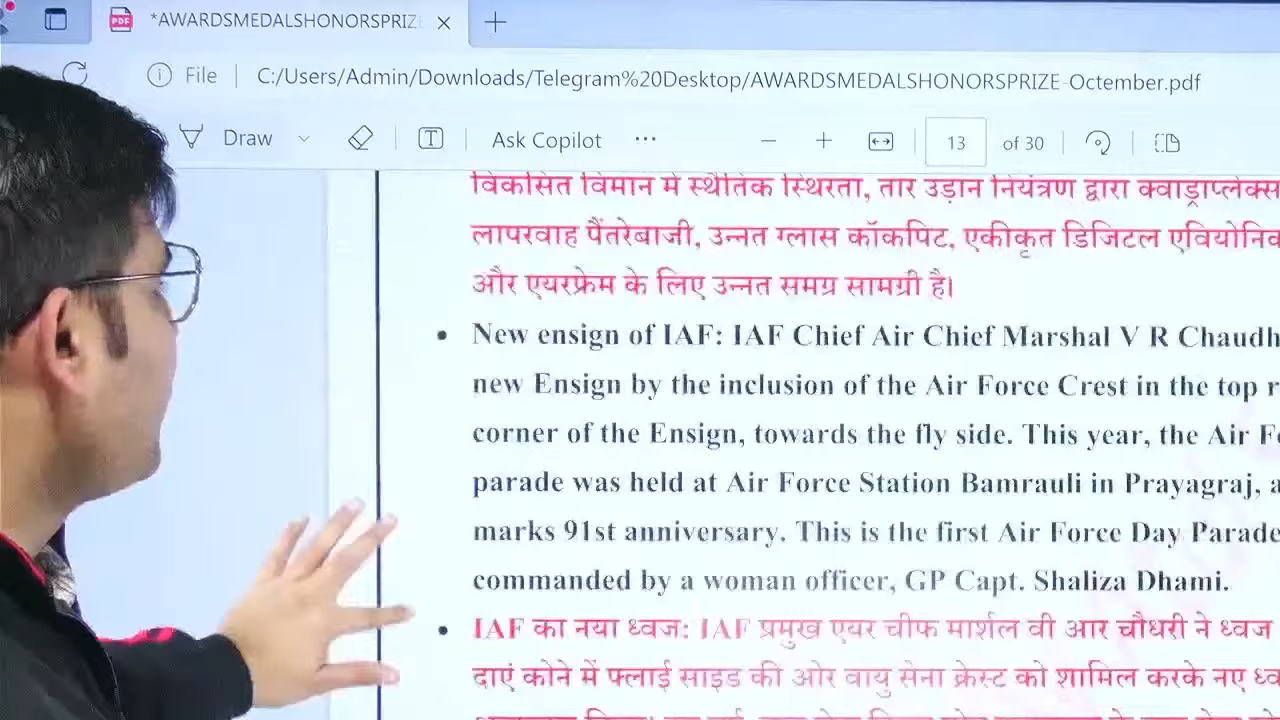 *AWARDSMEDALSHONORSPRIZE
File
C:/Users/Admin/Downloads/Telegram%20Desktop/AWARDSMEDALSHONORSPRIZE-Octember.pdf
Draw
Ask Copilot
13 of 30
विकसित विमान में स्थैतिक स्थिरता, तार उड़ान नियंत्रण द्वारा क्वाड्राप्लेक्स
लापरवाह पैंतरेबाजी, उन्नत ग्लास कॉकपिट, एकीकृत डिजिटल
और एयरफ्रेम के लिए उन्नत समग्र सामग्री है।
• New ensign of IAF: IAF Chief Air Chief Marshal V R Chaudh
new Ensign by the inclusion of the Air Force Crest in the top r
corner of the Ensign, towards the fly side. This year, the Air F
parade was held at Air Force Station Bamrauli in Prayagraj, a
marks 91st anniversary. This is the first Air Force Day Parade
commanded by a woman officer, GP Capt. Shaliza Dhami.
• IAF का नया ध्वज: IAF प्रमुख एयर चीफ मार्शल वी आर चौधरी ने ध्वज
दाएं कोने में फ्लाई साइड की ओर वायु सेना क्रेस्ट को शामिल करके नए